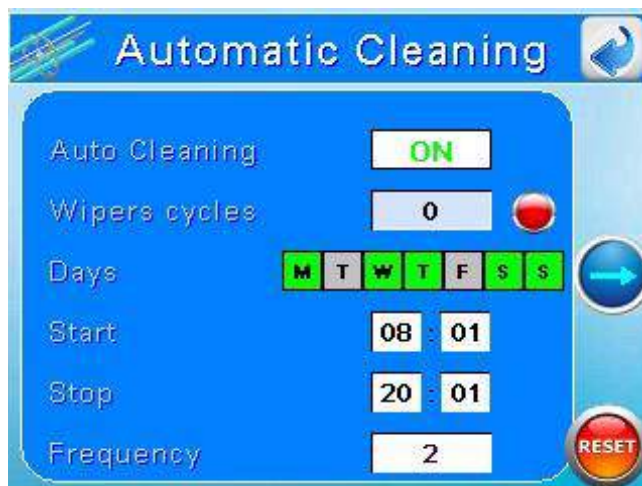 Automatic Cleaning
Auto Cleaning ON
Wipers cycles 0
Days M T W T F S S
Start 08 : 01
Stop 20 : 01
Frequency 2
RESET